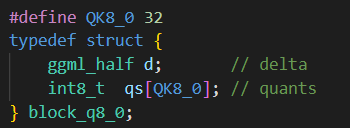 #define QK8_0 32
typedef struct {
    ggml_half d;       // delta
    int8_t  qs[QK8_0]; // quants
} block_q8_0;